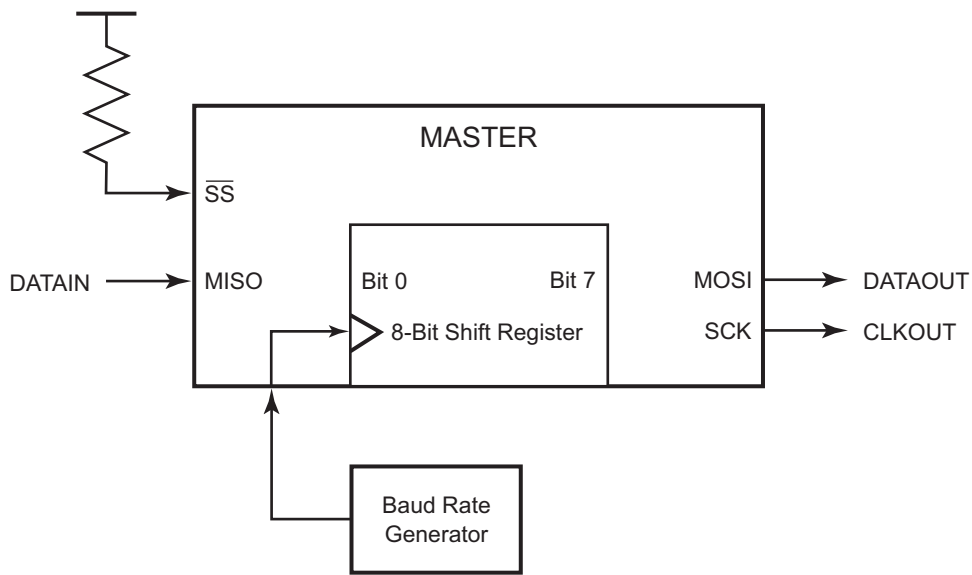 MASTER
SS
DATAIN
MISO
Bit 0
Bit 7
MOSI
DATAOUT
8-Bit Shift Register
SCK
CLKOUT
Baud Rate
Generator